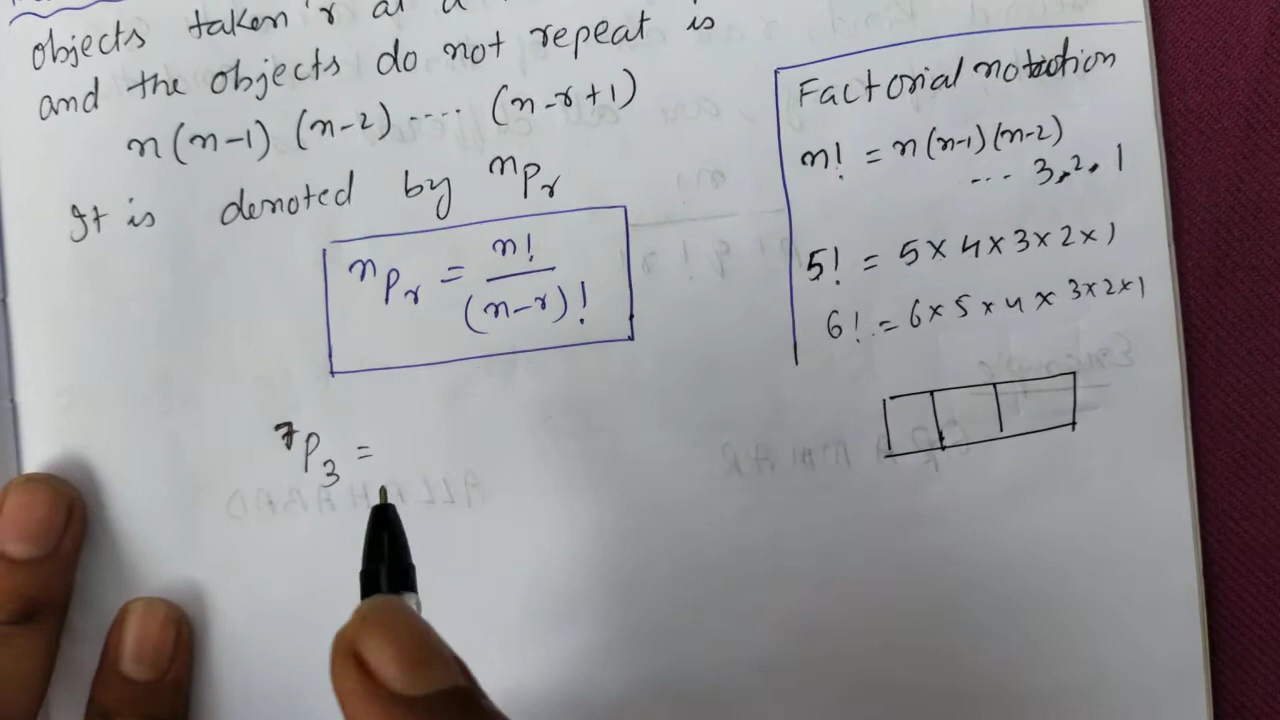 objects taken r at a
and the objects do not repeat is
n(n-1) (n-2) .... (n-r+1)
It is denoted by ⁿPᵣ
ⁿPᵣ = n! / (n-r)!
⁷P₃ =
Factorial notation
n! = n(n-1)(n-2)
... 3.2.1
5! = 5×4×3×2×1
6! = 6×5×4×3×2×1